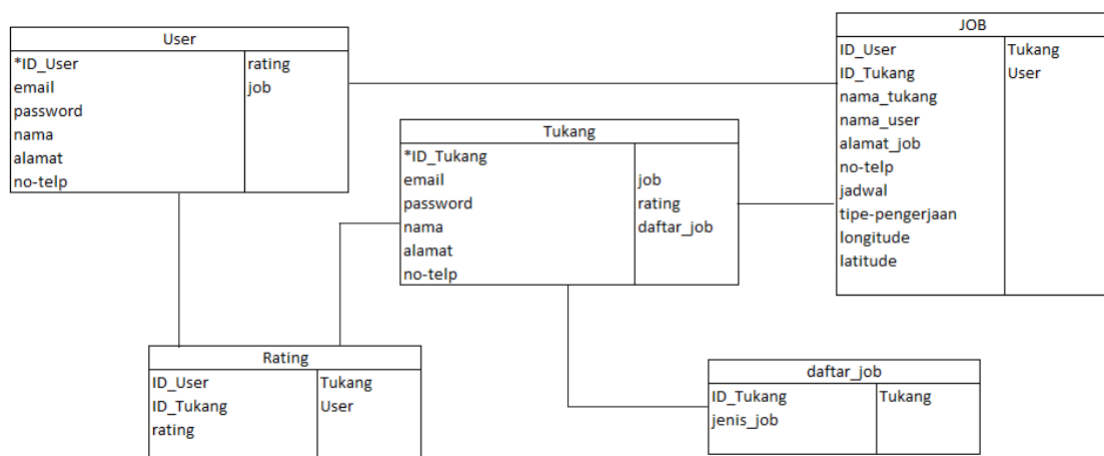 User
*ID_User rating
email job
password
nama
alamat
no-telp
JOB
ID_User Tukang
ID_Tukang User
nama_tukang
nama_user
alamat_job
no-telp
jadwal
tipe-pengerjaan
longitude
latitude
Tukang
*ID_Tukang
email job
password rating
nama daftar_job
alamat
no-telp
Rating
ID_User Tukang
ID_Tukang User
rating
daftar_job
ID_Tukang Tukang
jenis_job